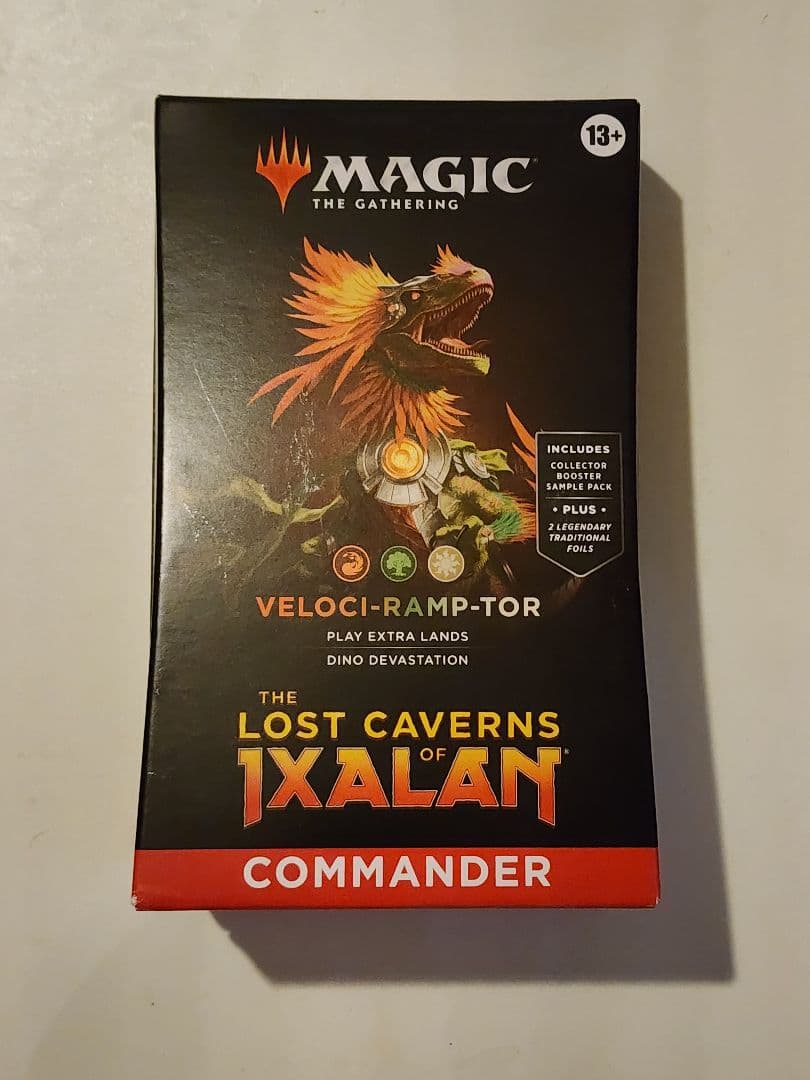 13+
MAGIC
THE GATHERING
INCLUDES
COLLECTOR
BOOSTER
SAMPLE PACK
• PLUS •
2 LEGENDARY
TRADITIONAL
FOILS
VELOCI-RAMP-TOR
PLAY EXTRA LANDS
DINO DEVASTATION
THE
LOST CAVERNS
OF
IXALAN
COMMANDER